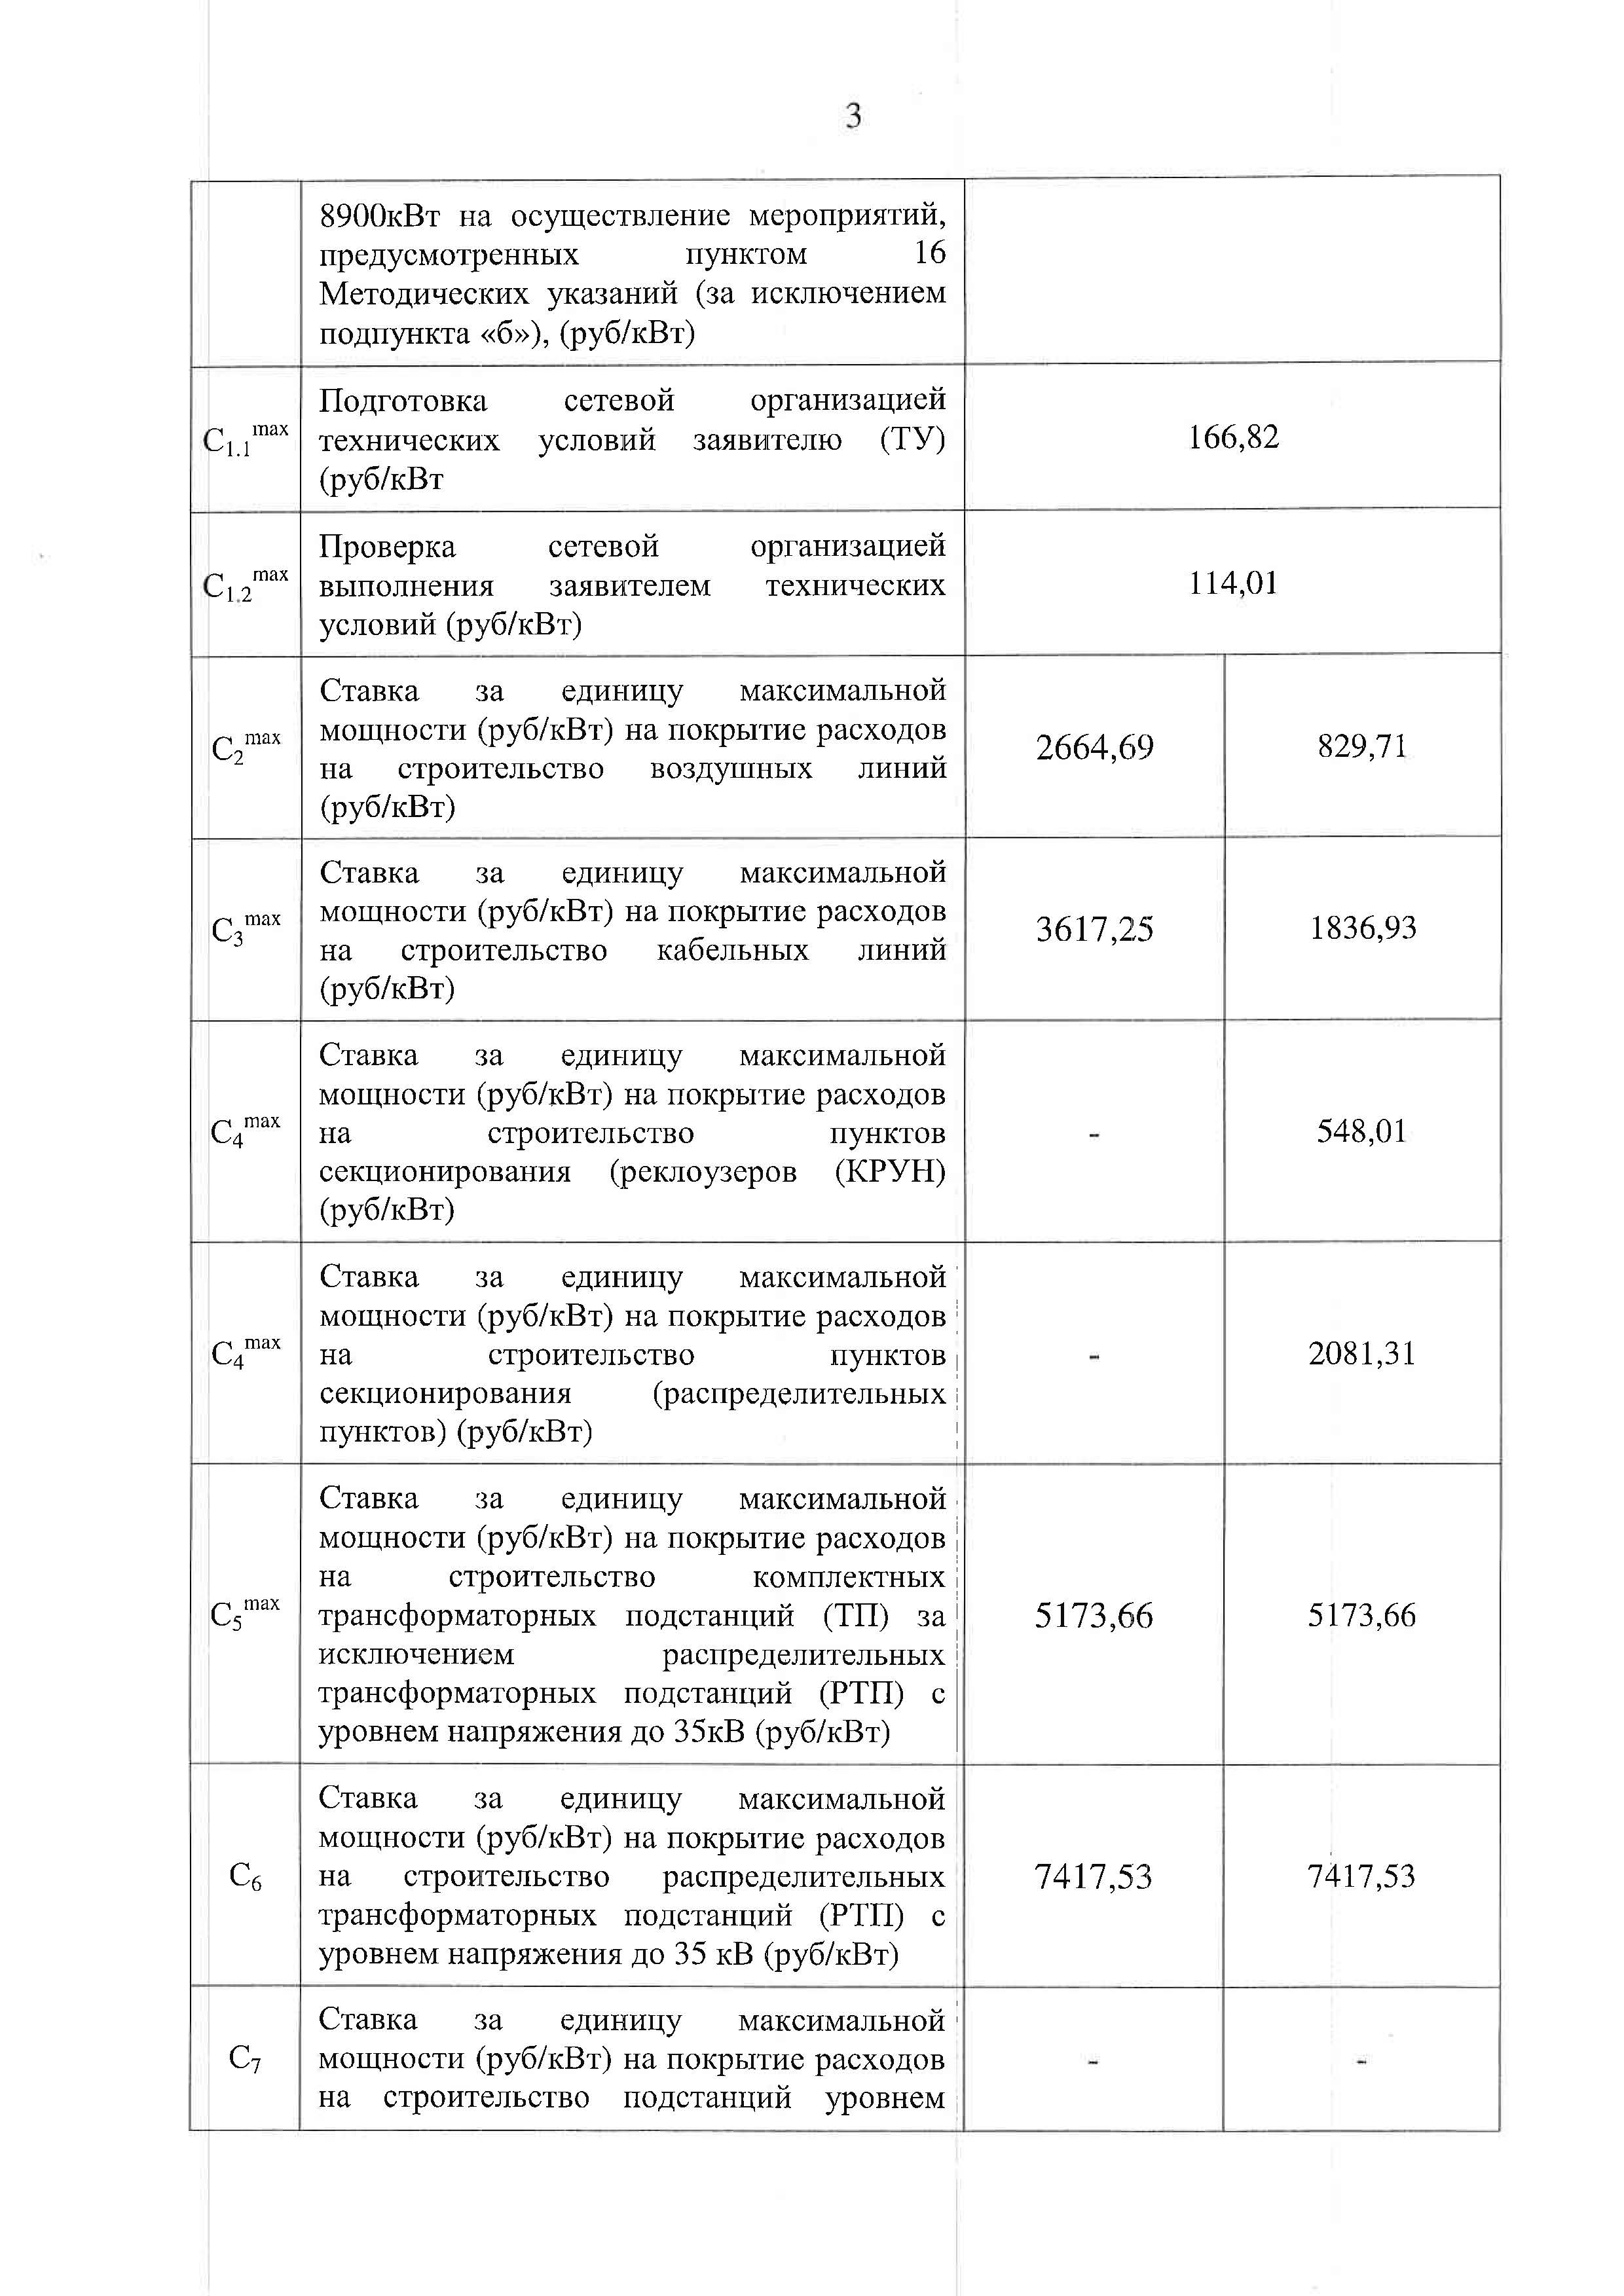 3
8900кВт на осуществление мероприятий,
предусмотренных пунктом 16
Методических указаний (за исключением
подпункта «б»), (руб/кВт)
C1.1max
Подготовка сетевой организацией
технических условий заявителю (ТУ)
(руб/кВт
166,82
C1.2max
Проверка сетевой организацией
выполнения заявителем технических
условий (руб/кВт)
114,01
C2max
Ставка за единицу максимальной
мощности (руб/кВт) на покрытие расходов
на строительство воздушных линий
(руб/кВт)
2664,69
829,71
C3max
Ставка за единицу максимальной
мощности (руб/кВт) на покрытие расходов
на строительство кабельных линий
(руб/кВт)
3617,25
1836,93
C4max
Ставка за единицу максимальной
мощности (руб/кВт) на покрытие расходов
на строительство пунктов
секционирования (реклоузеров (КРУН)
(руб/кВт)
-
548,01
C4max
Ставка за единицу максимальной
мощности (руб/кВт) на покрытие расходов
на строительство пунктов
секционирования (распределительных
пунктов) (руб/кВт)
-
2081,31
C5max
Ставка за единицу максимальной
мощности (руб/кВт) на покрытие расходов
на строительство комплектных
трансформаторных подстанций (ТП) за
исключением распределительных
трансформаторных подстанций (РТП) с
уровнем напряжения до 35кВ (руб/кВт)
5173,66
5173,66
C6
Ставка за единицу максимальной
мощности (руб/кВт) на покрытие расходов
на строительство распределительных
трансформаторных подстанций (РТП) с
уровнем напряжения до 35 кВ (руб/кВт)
7417,53
7417,53
C7
Ставка за единицу максимальной
мощности (руб/кВт) на покрытие расходов
на строительство подстанций уровнем
-
-